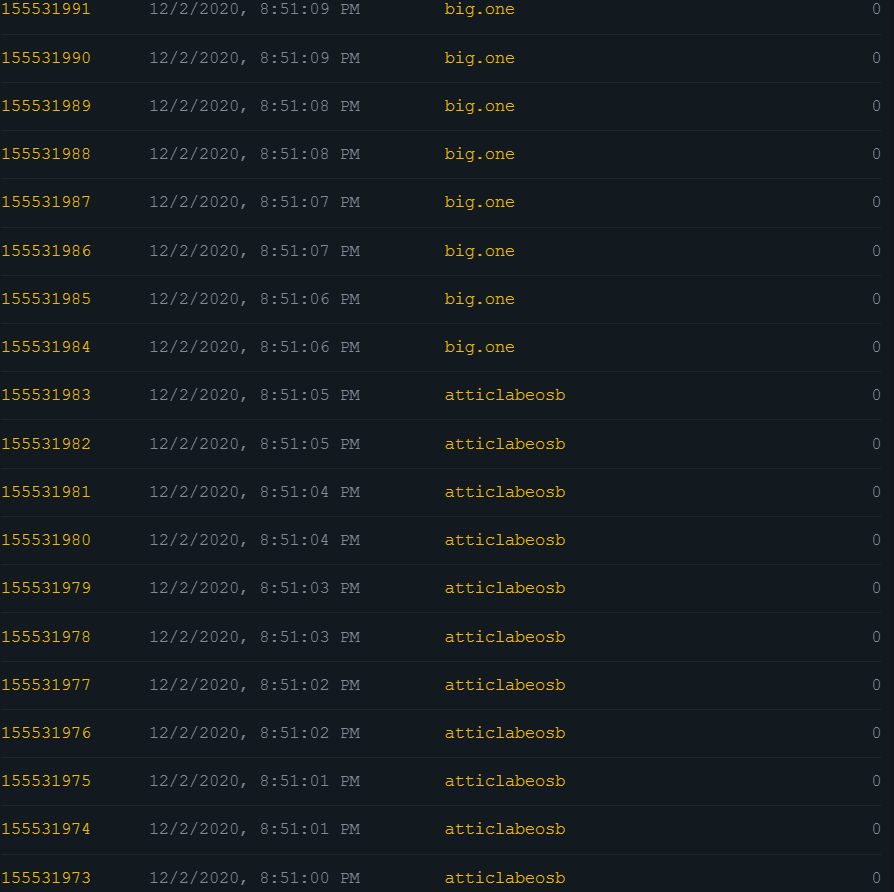 155531991 12/2/2020, 8:51:09 PM big.one 0
155531990 12/2/2020, 8:51:09 PM big.one 0
155531989 12/2/2020, 8:51:08 PM big.one 0
155531988 12/2/2020, 8:51:08 PM big.one 0
155531987 12/2/2020, 8:51:07 PM big.one 0
155531986 12/2/2020, 8:51:07 PM big.one 0
155531985 12/2/2020, 8:51:06 PM big.one 0
155531984 12/2/2020, 8:51:06 PM big.one 0
155531983 12/2/2020, 8:51:05 PM atticlabeosb 0
155531982 12/2/2020, 8:51:05 PM atticlabeosb 0
155531981 12/2/2020, 8:51:04 PM atticlabeosb 0
155531980 12/2/2020, 8:51:04 PM atticlabeosb 0
155531979 12/2/2020, 8:51:03 PM atticlabeosb 0
155531978 12/2/2020, 8:51:03 PM atticlabeosb 0
155531977 12/2/2020, 8:51:02 PM atticlabeosb 0
155531976 12/2/2020, 8:51:02 PM atticlabeosb 0
155531975 12/2/2020, 8:51:01 PM atticlabeosb 0
155531974 12/2/2020, 8:51:01 PM atticlabeosb 0
155531973 12/2/2020, 8:51:00 PM atticlabeosb 0